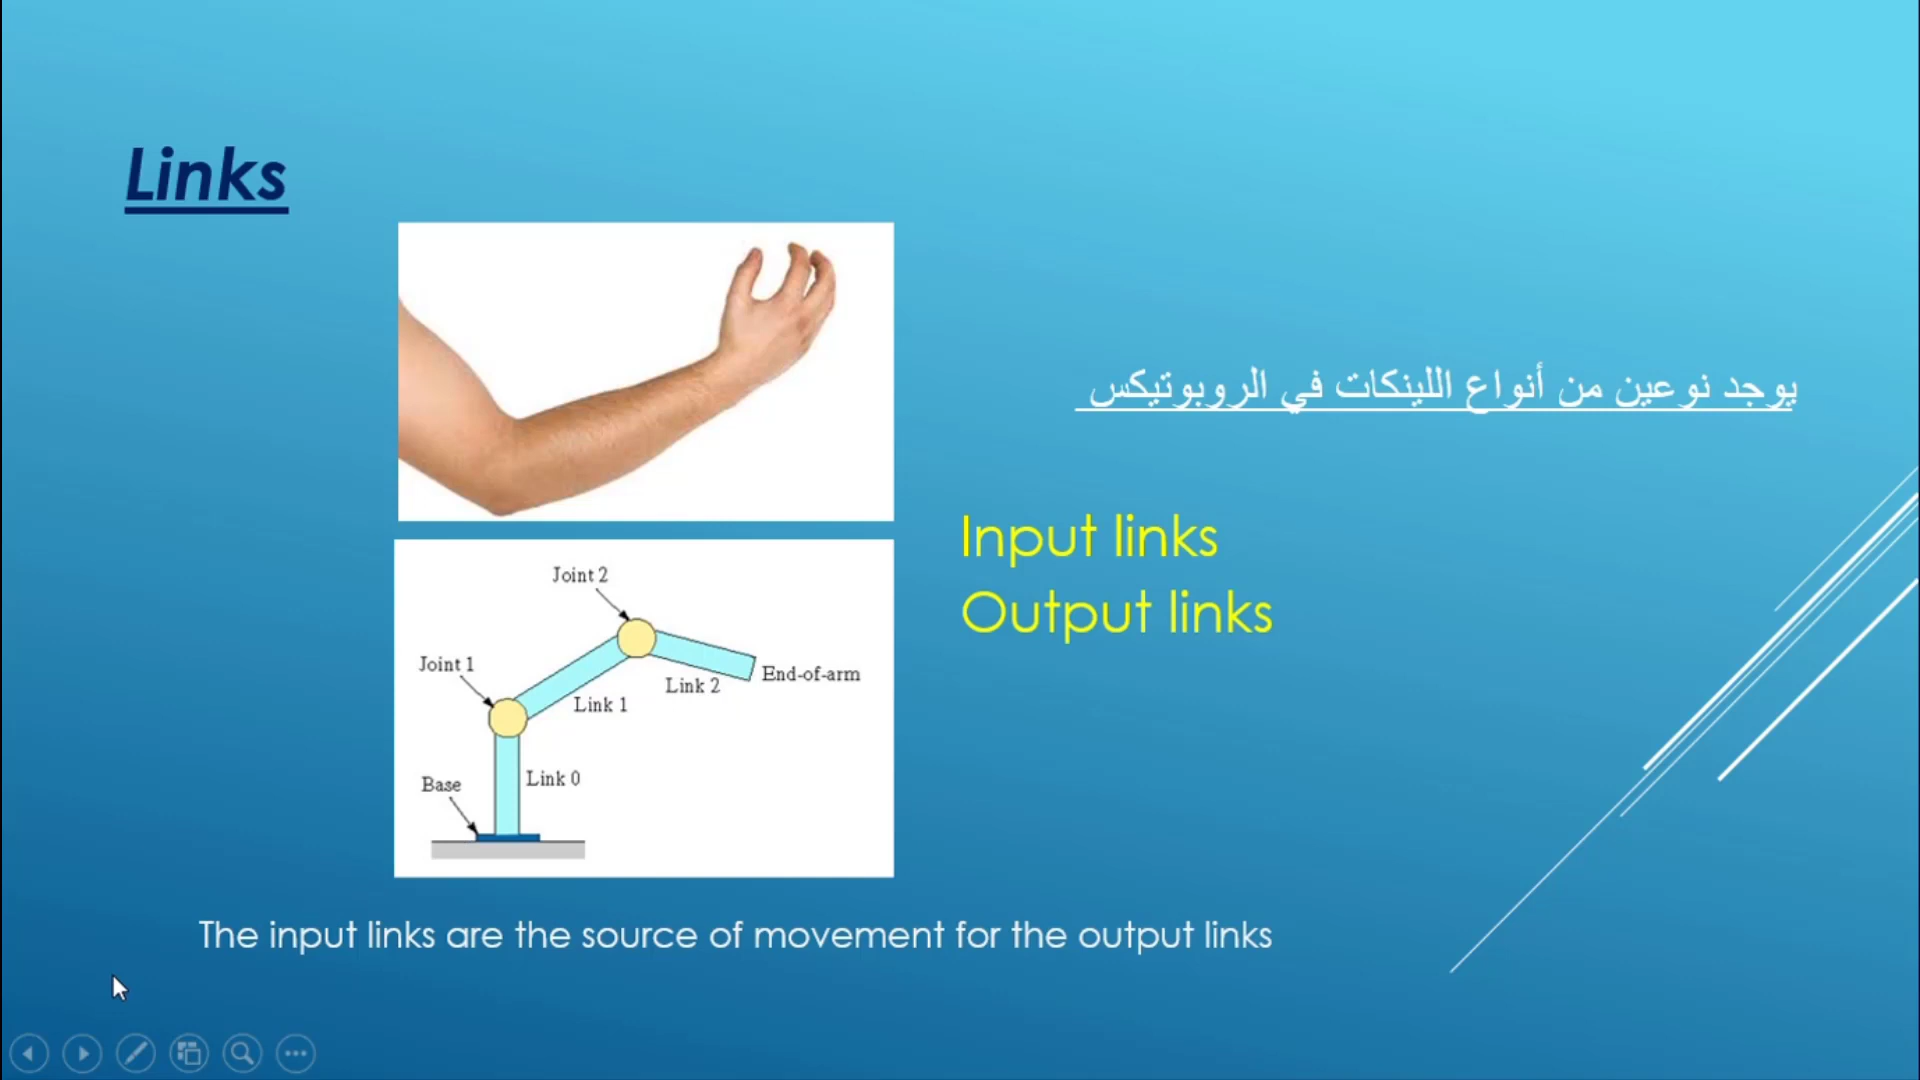 Links
يوجد نوعين من أنواع اللينكات في الروبوتيكس
Input links
Output links
Joint 2
Joint 1
End-of-arm
Link 2
Link 1
Link 0
Base
The input links are the source of movement for the output links